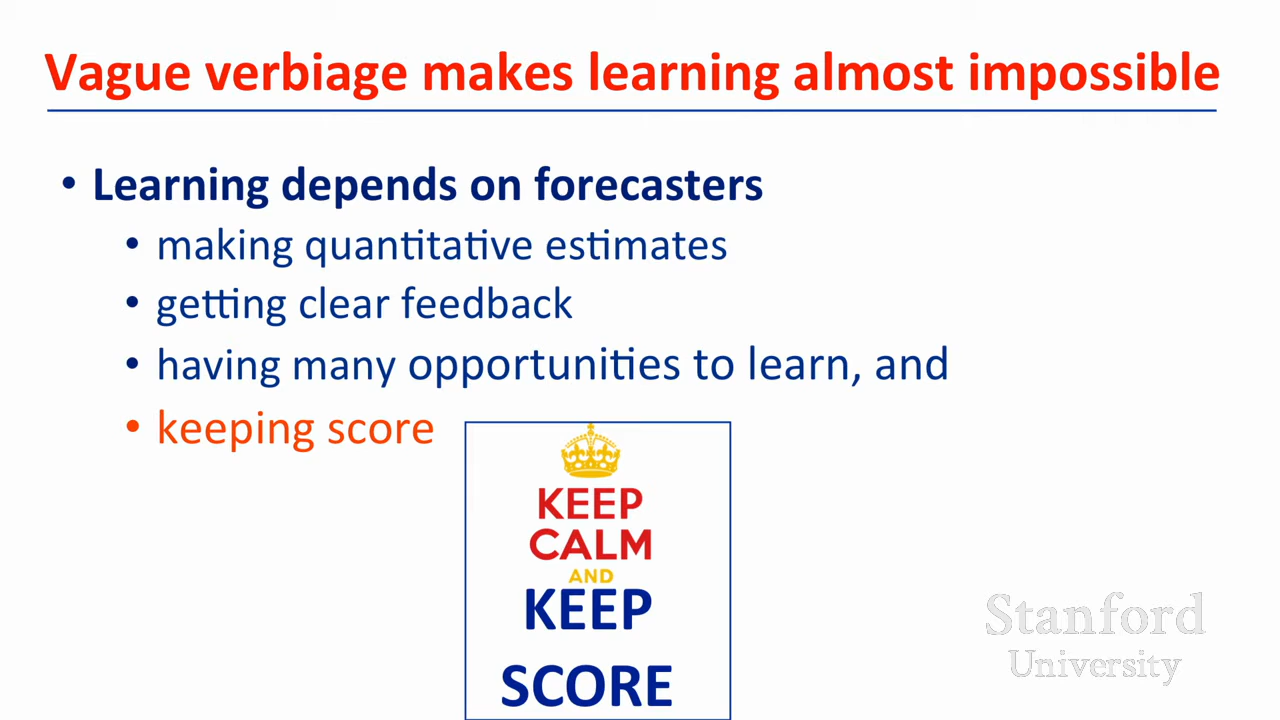 Vague verbiage makes learning almost impossible
• Learning depends on forecasters
• making quantitative estimates
• getting clear feedback
• having many opportunities to learn, and
• keeping score
KEEP
CALM
AND
KEEP
SCORE
Stanford
University